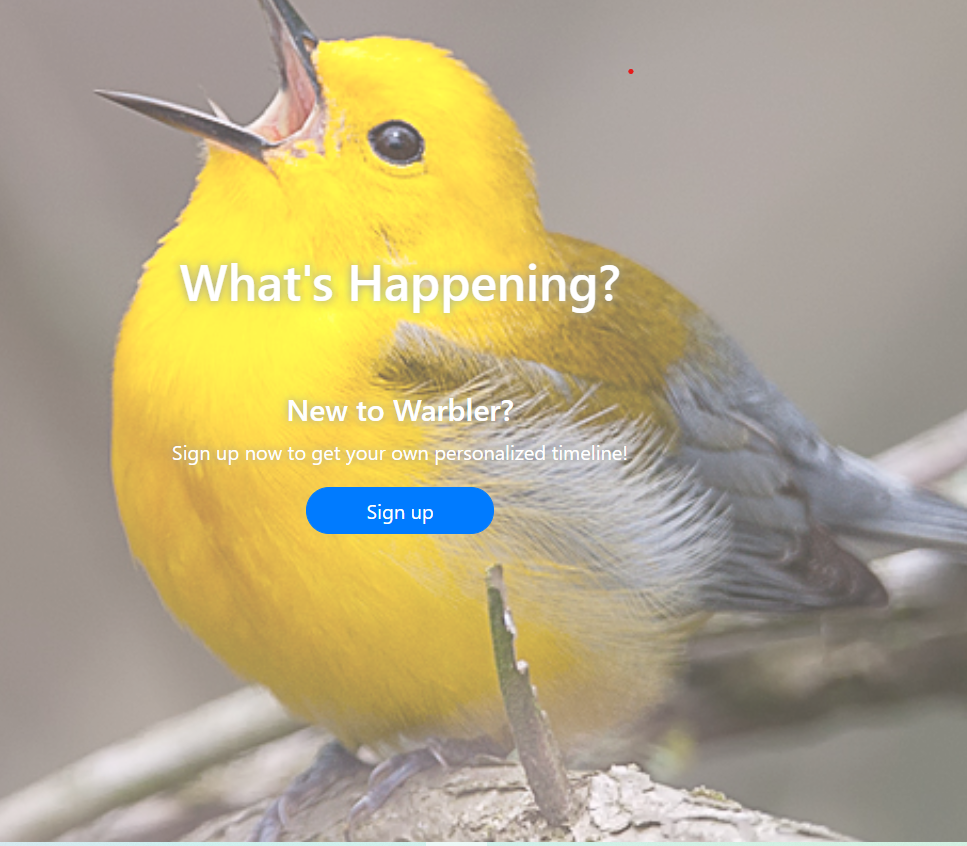 What's Happening?
New to Warbler?
Sign up now to get your own personalized timeline!
Sign up